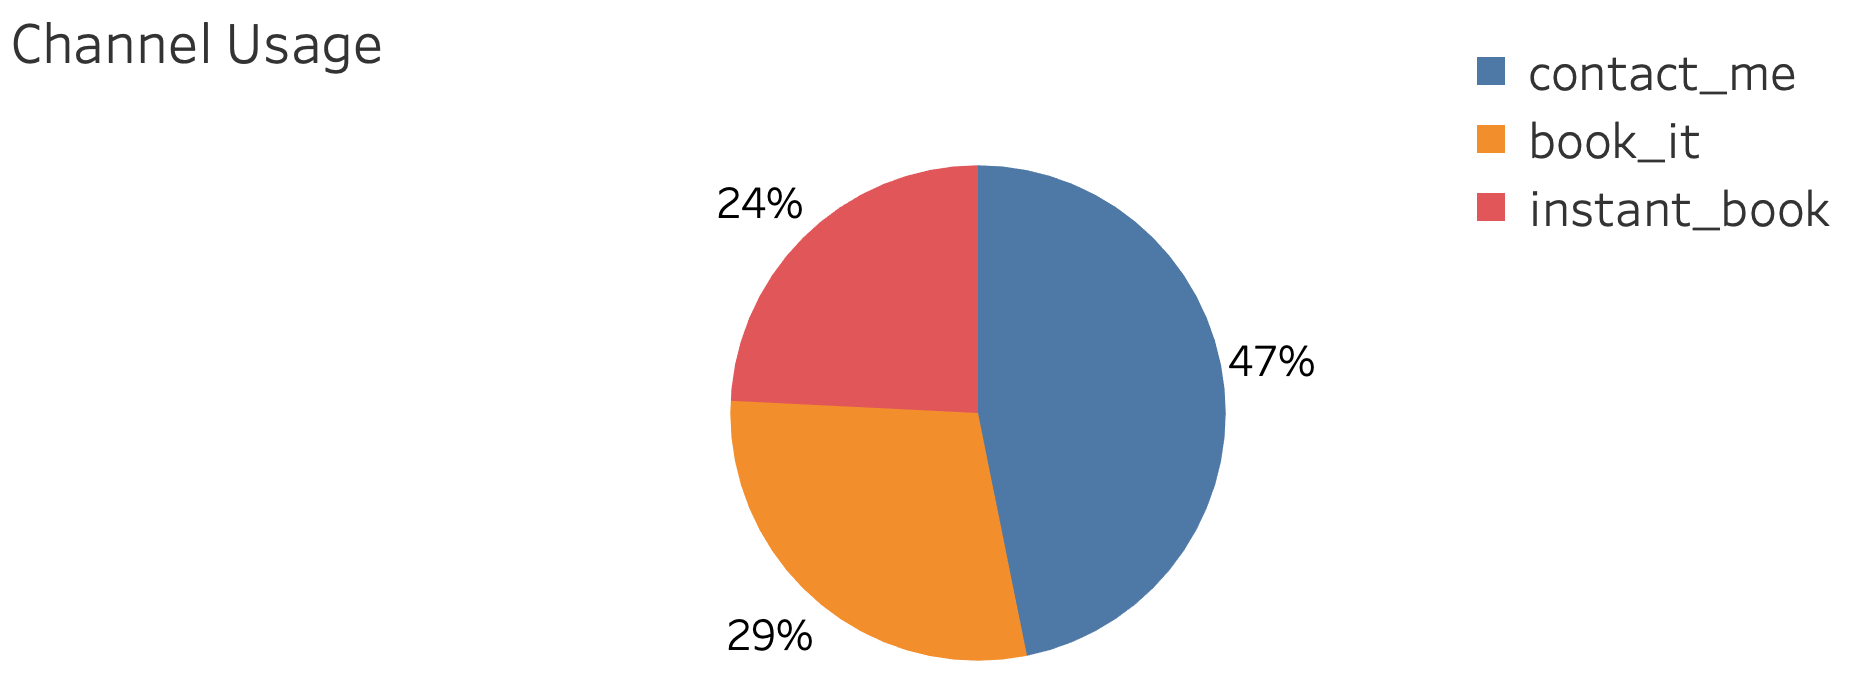 Channel Usage
contact_me
book_it
instant_book
24%
47%
29%